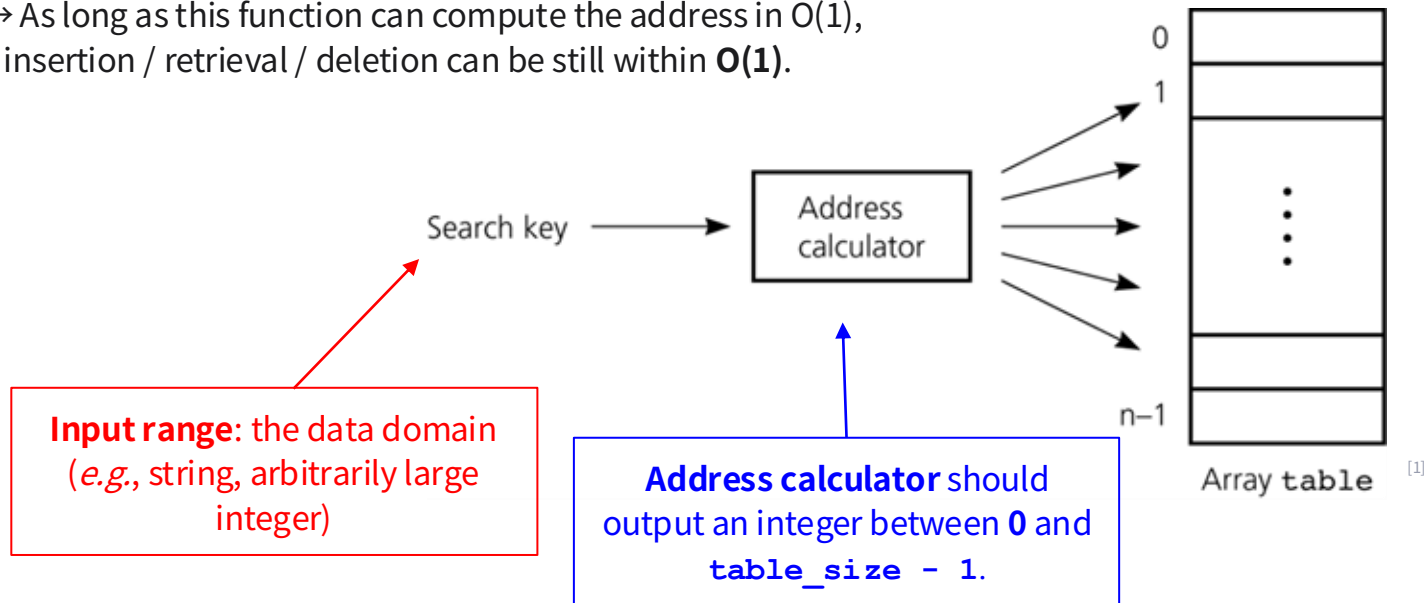 → As long as this function can compute the address in O(1),
insertion / retrieval / deletion can be still within O(1).
0
1
Search key
Address
calculator
n–1
Array table
[1]
Input range: the data domain
(e.g., string, arbitrarily large
integer)
Address calculator should
output an integer between 0 and
table_size - 1.